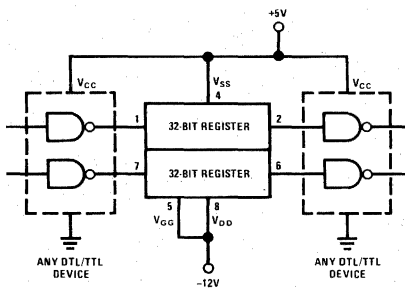 +5V
VCC
VSS
VCC
4
1
32-BIT REGISTER
2
7
32-BIT REGISTER
6
5
8
VGG
VDD
ANY DTL/TTL
DEVICE
-12V
ANY DTL/TTL
DEVICE